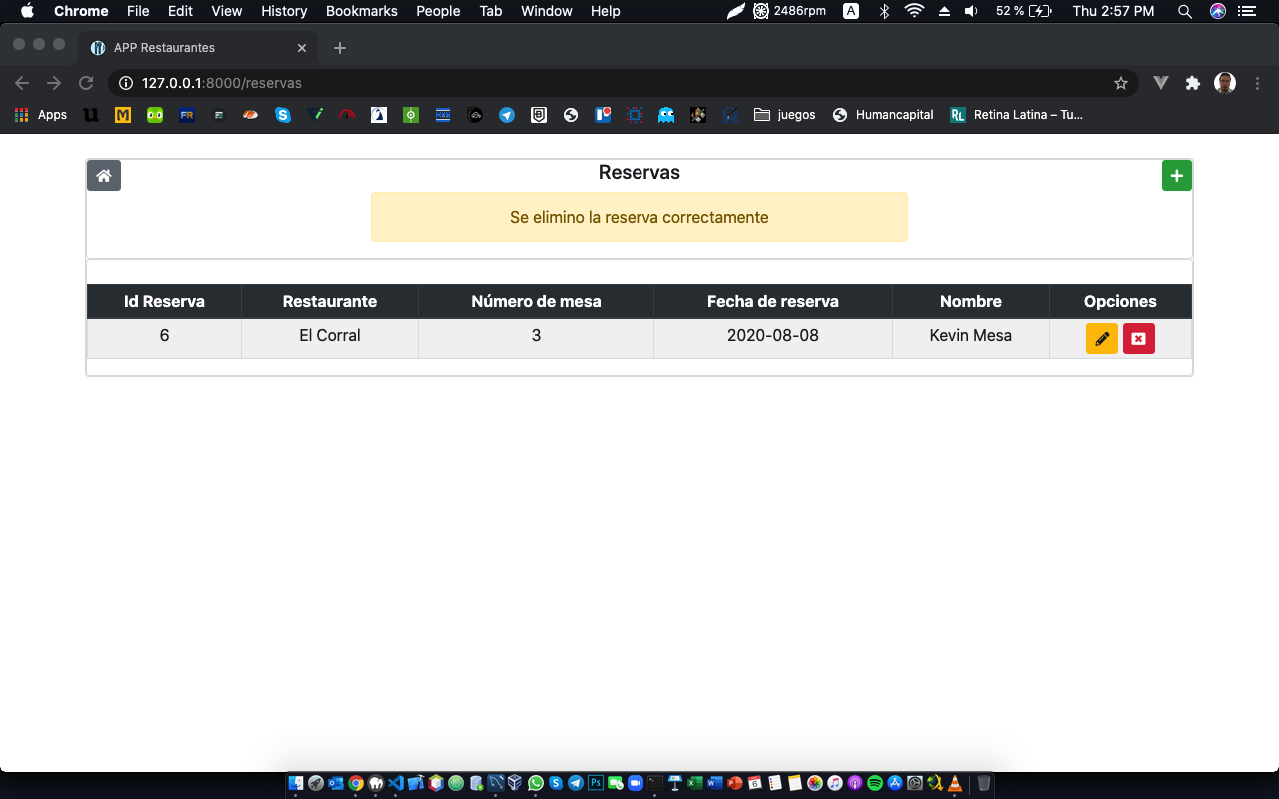 Chrome File Edit View History Bookmarks People Tab Window Help 2486rpm A 52 % Thu 2:57 PM
APP Restaurantes
127.0.0.1:8000/reservas
Apps M FR juegos Humancapital RL Retina Latina – Tu...
Reservas
Se elimino la reserva correctamente
Id Reserva Restaurante Número de mesa Fecha de reserva Nombre Opciones
6 El Corral 3 2020-08-08 Kevin Mesa